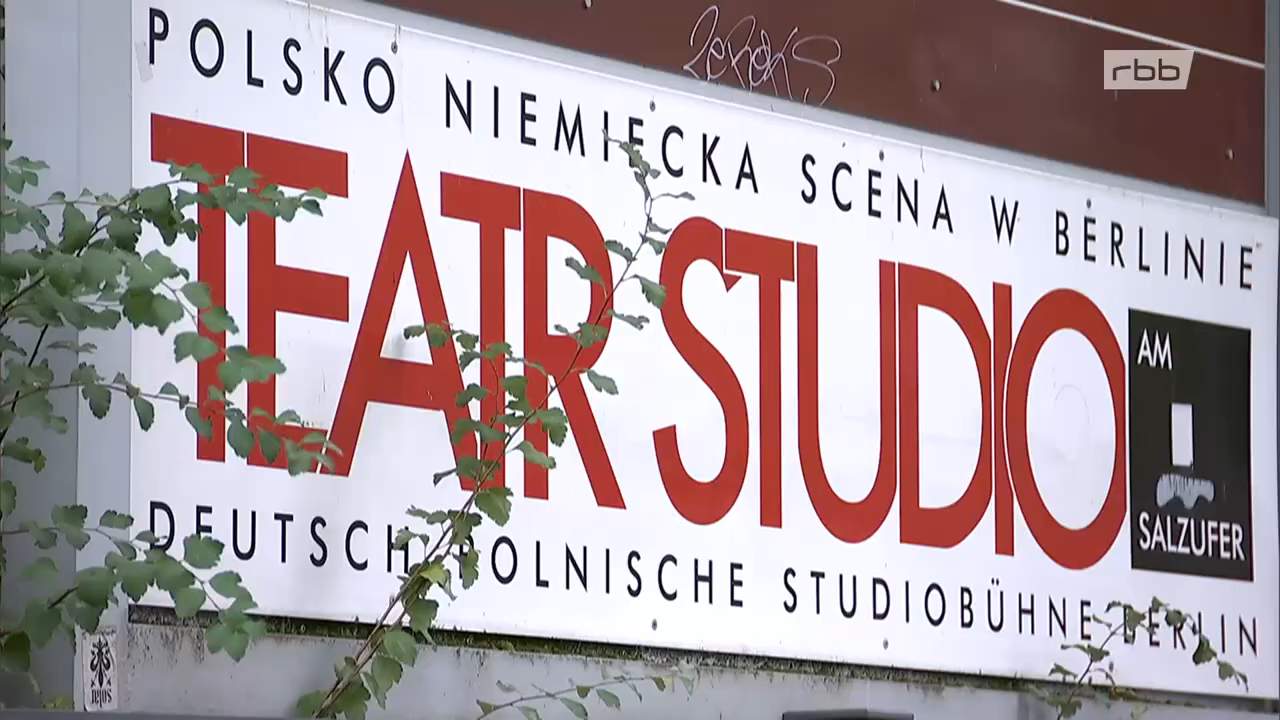 rbb
POLSKO NIEMIECKA SCENA W BERLINIE
TEATR STUDIO
AM
SALZUFER
DEUTSCH POLNISCHE STUDIOBÜHNE BERLIN